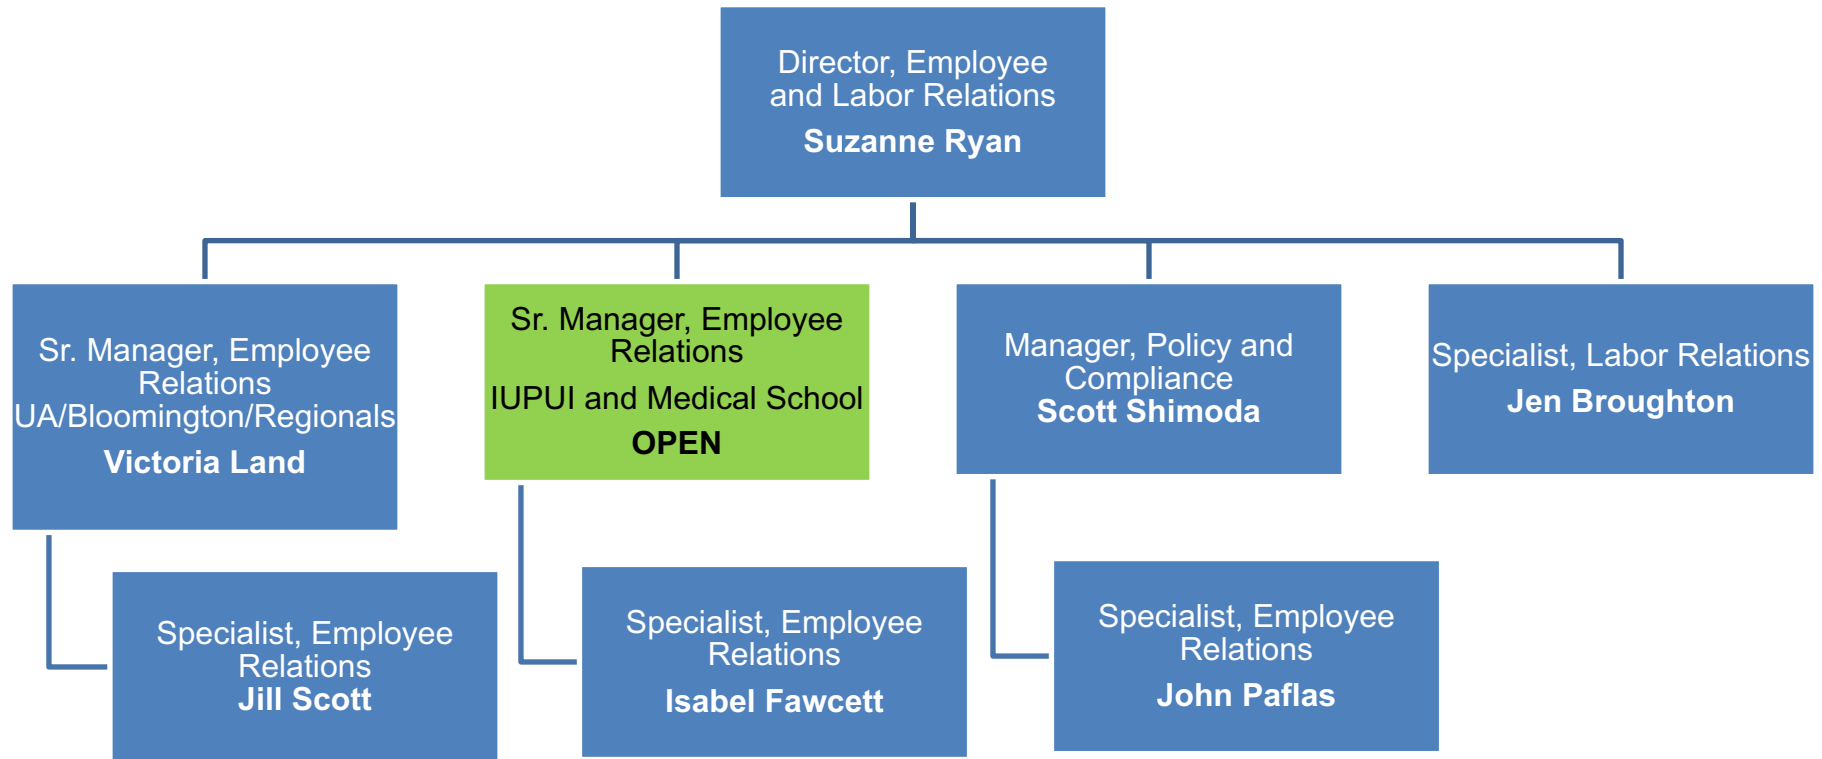 Director, Employee
and Labor Relations
Suzanne Ryan
Sr. Manager, Employee
Relations
UA/Bloomington/Regionals
Victoria Land
Sr. Manager, Employee
Relations
IUPUI and Medical School
OPEN
Manager, Policy and
Compliance
Scott Shimoda
Specialist, Labor Relations
Jen Broughton
Specialist, Employee
Relations
Jill Scott
Specialist, Employee
Relations
Isabel Fawcett
Specialist, Employee
Relations
John Paflas